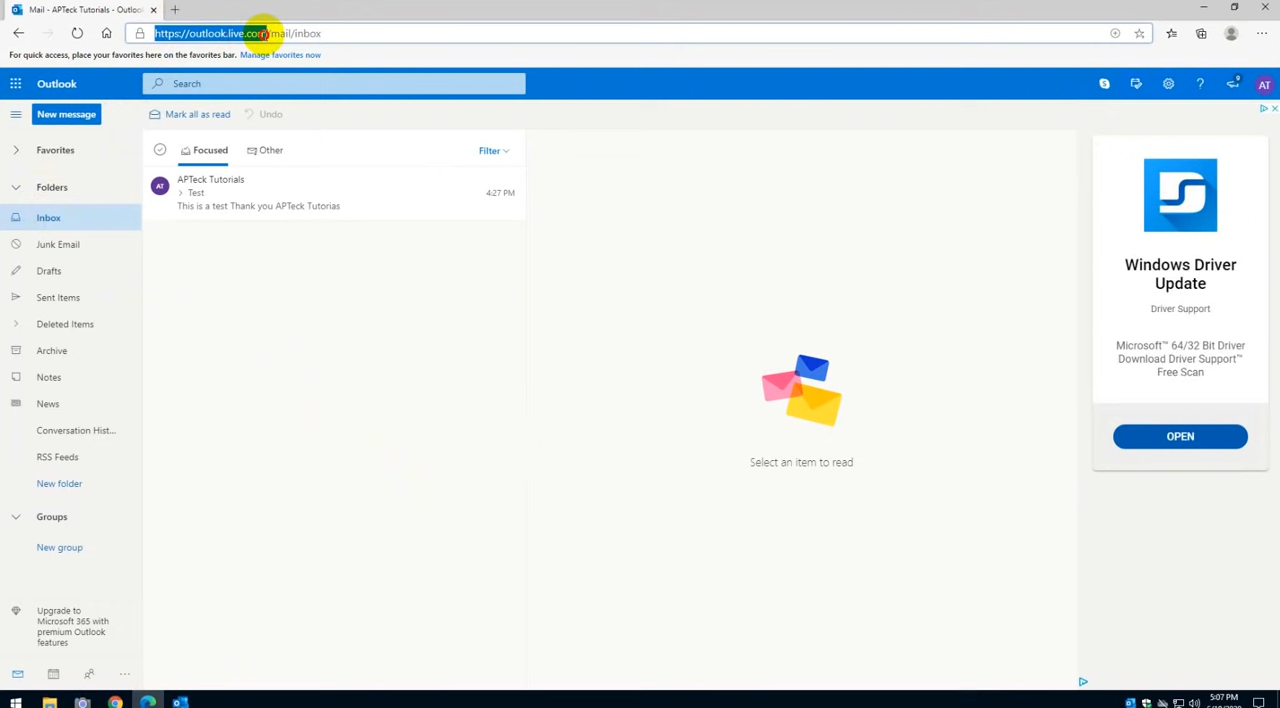 Mail - APTeck Tutorials - Outloo
https://outlook.live.com/mail/inbox
For quick access, place your favorites here on the favorites bar. Manage favorites now
Outlook
Search
9
AT
New message
Mark all as read
Undo
Favorites
Folders
Inbox
Junk Email
Drafts
Sent Items
Deleted Items
Archive
Notes
News
Conversation Hist...
RSS Feeds
New folder
Groups
New group
Upgrade to
Microsoft 365 with
premium Outlook
features
Focused
Other
Filter
AT
APTeck Tutorials
Test
4:27 PM
This is a test Thank you APTeck Tutorias
Select an item to read
Windows Driver
Update
Driver Support
Microsoft™ 64/32 Bit Driver
Download Driver Support™
Free Scan
OPEN
5:07 PM